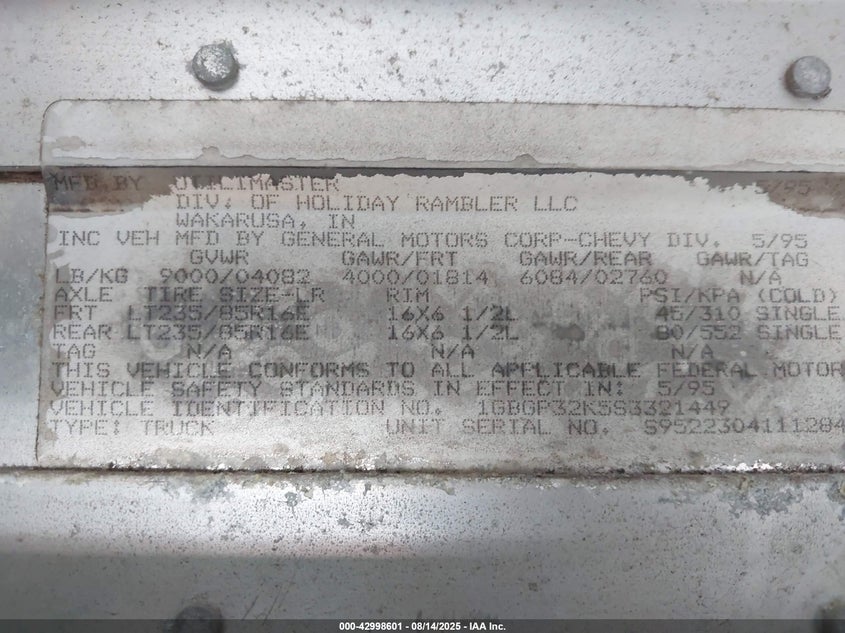 MFD BY UTILIMASTER 5/95
DIV. OF HOLIDAY RAMBLER LLC
WAKARUSA, IN
INC VEH MFD BY GENERAL MOTORS CORP-CHEVY DIV. 5/95
GVWR GAWR/FRT GAWR/REAR GAWR/TAG
LB/KG 9000/04082 4000/01814 6084/02760 N/A
AXLE TIRE SIZE-LR RIM PSI/KPA (COLD)
FRT LT235/85R16E 16X6 1/2L 45/310 SINGLE
REAR LT235/85R16E 16X6 1/2L 80/552 SINGLE
TAG N/A N/A N/A
THIS VEHICLE CONFORMS TO ALL APPLICABLE FEDERAL MOTOR
VEHICLE SAFETY STANDARDS IN EFFECT IN: 5/95
VEHICLE IDENTIFICATION NO. 1GBGP32K5S3321449
TYPE: TRUCK UNIT SERIAL NO. S9522304111284
000-42998601 - 08/14/2025 - IAA Inc.